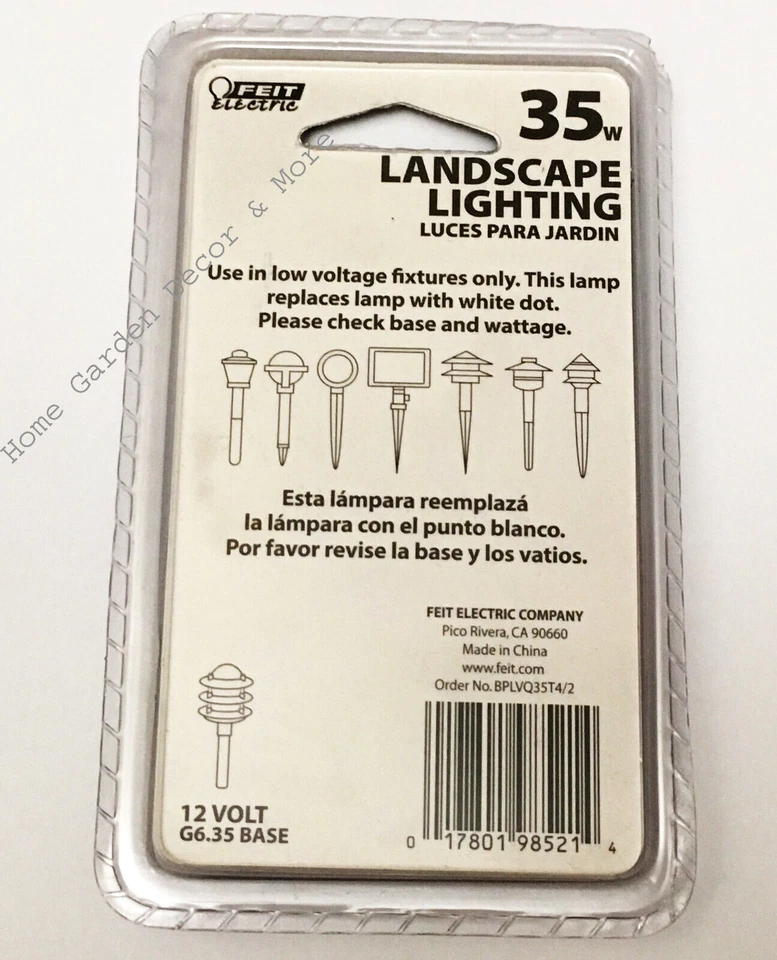 FEIT
Electric
35W
LANDSCAPE
LIGHTING
LUCES PARA JARDIN
Use in low voltage fixtures only. This lamp
replaces lamp with white dot.
Please check base and wattage.
Esta lámpara reemplazá
la lámpara con el punto blanco.
Por favor revise la base y los vatios.
FEIT ELECTRIC COMPANY
Pico Rivera, CA 90660
Made in China
www.feit.com
Order No. BPLVQ35T4/2
12 VOLT
G6.35 BASE
0 17801 98521 4
Home Garden Decor & More